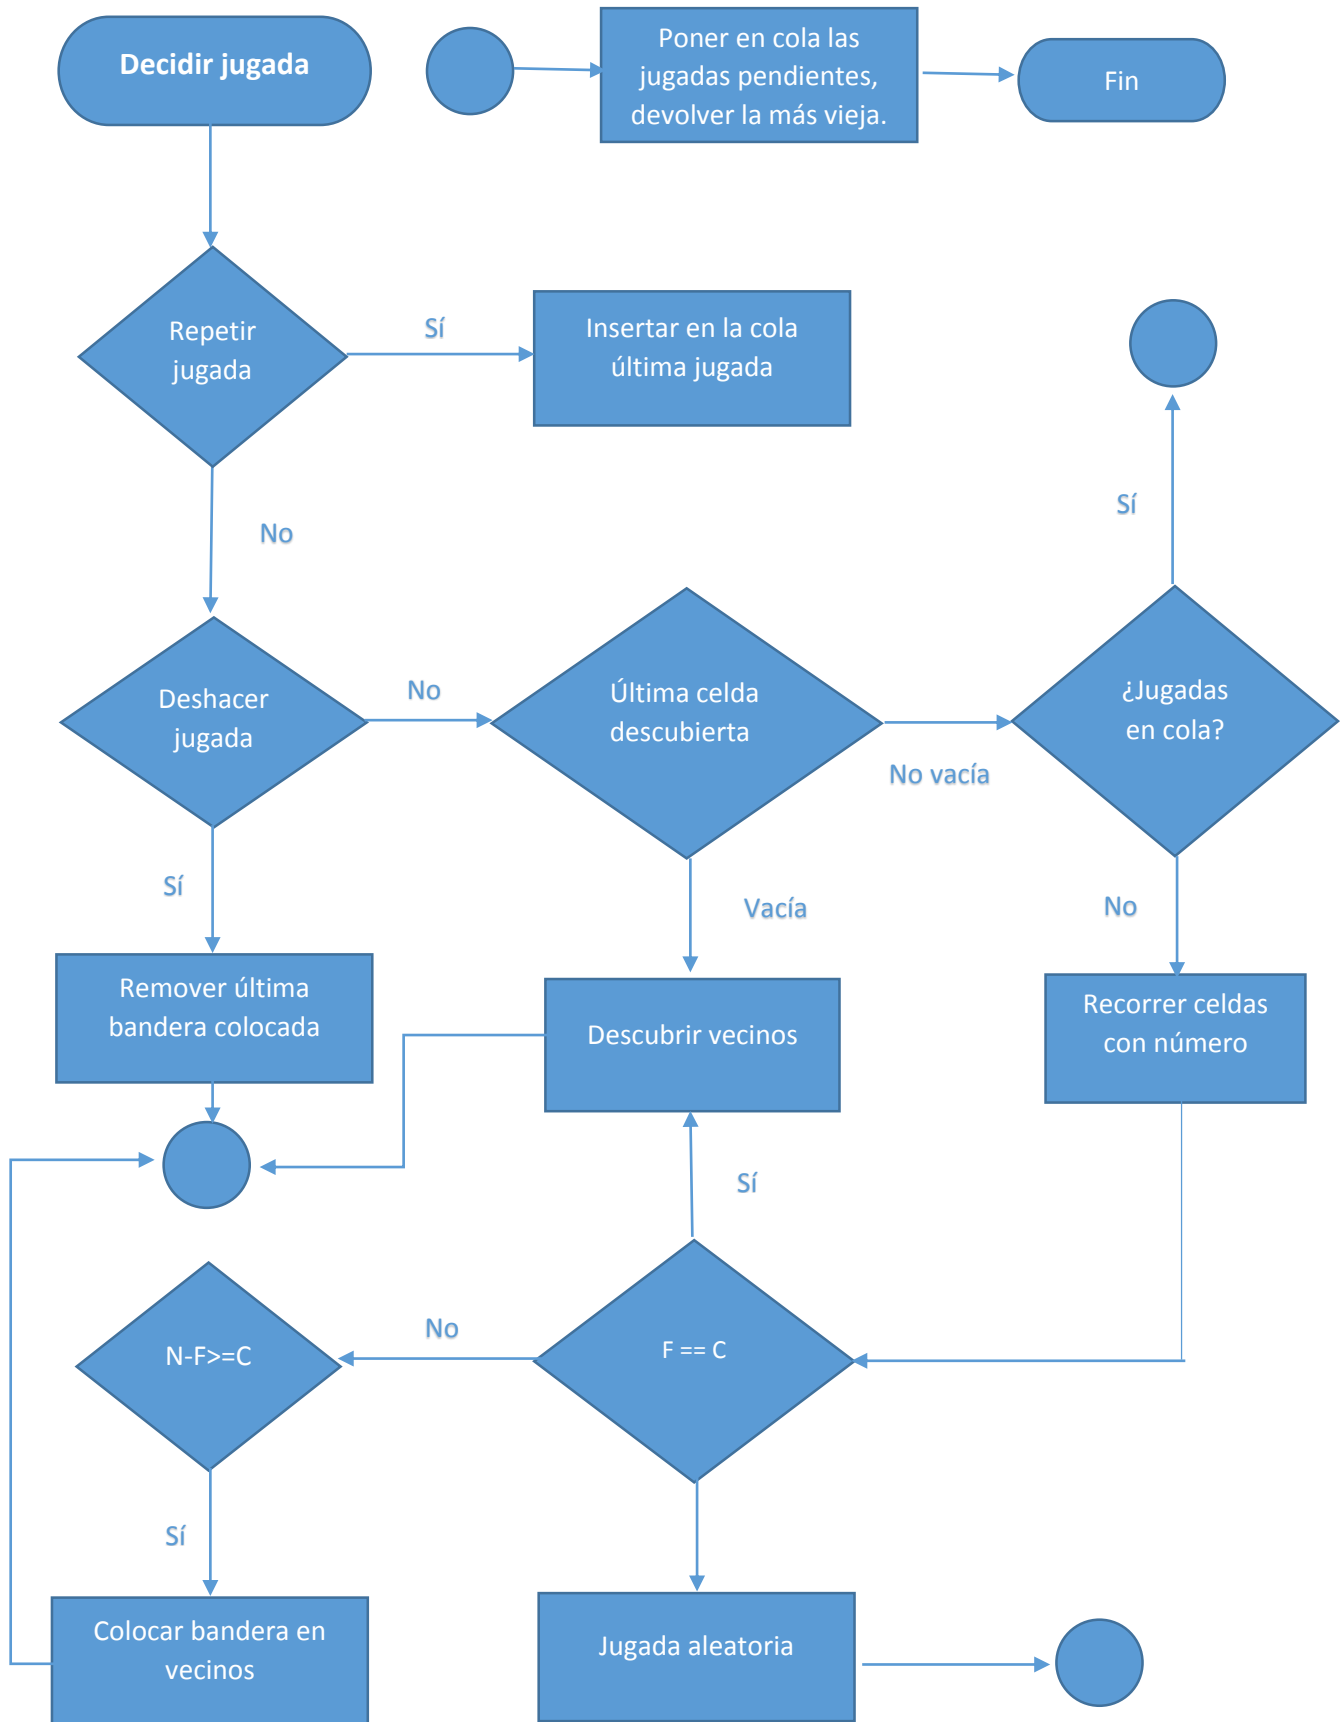 Decidir jugada
Poner en cola las
jugadas pendientes,
devolver la más vieja.
Fin
Repetir
jugada
Sí
Insertar en la cola
última jugada
Sí
No
Deshacer
jugada
No
Última celda
descubierta
No vacía
¿Jugadas
en cola?
Sí
Vacía
No
Remover última
bandera colocada
Descubrir vecinos
Recorrer celdas
con número
Sí
N-F>=C
No
F == C
Sí
Colocar bandera en
vecinos
Jugada aleatoria